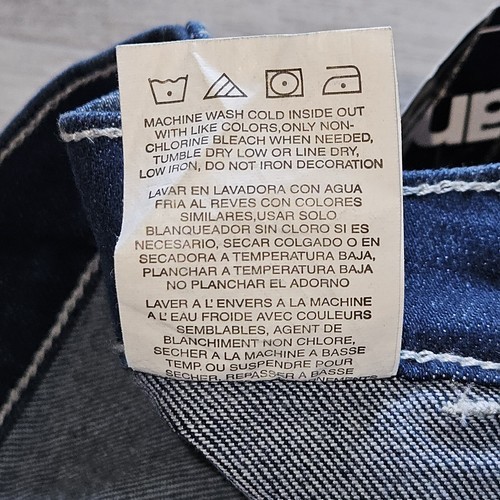 MACHINE WASH COLD INSIDE OUT
WITH LIKE COLORS,ONLY NON-
CHLORINE BLEACH WHEN NEEDED,
TUMBLE DRY LOW OR LINE DRY,
LOW IRON, DO NOT IRON DECORATION
LAVAR EN LAVADORA CON AGUA
FRIA AL REVES CON COLORES
SIMILARES,USAR SOLO
BLANQUEADOR SIN CLORO SI ES
NECESARIO, SECAR COLGADO O EN
SECADORA A TEMPERATURA BAJA,
PLANCHAR A TEMPERATURA BAJA
NO PLANCHAR EL ADORNO
LAVER A L' ENVERS A LA MACHINE
A L' EAU FROIDE AVEC COULEURS
SEMBLABLES, AGENT DE
BLANCHIMENT NON CHLORE,
SECHER A LA MACHINE A BASSE
TEMP. OU SUSPENDRE POUR
SECHER, REPASSER A BASSE